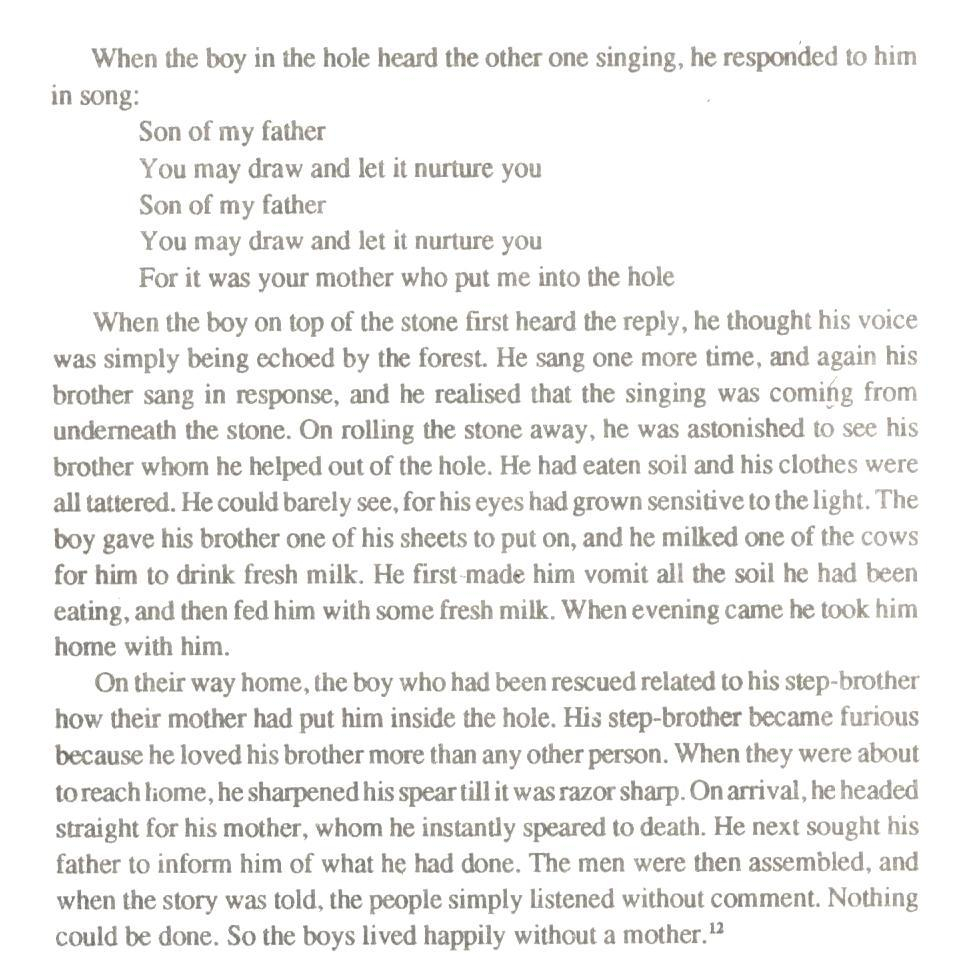 When the boy in the hole heard the other one singing, he responded to him
in song:
Son of my father
You may draw and let it nurture you
Son of my father
You may draw and let it nurture you
For it was your mother who put me into the hole
When the boy on top of the stone first heard the reply, he thought his voice
was simply being echoed by the forest. He sang one more time, and again his
brother sang in response, and he realised that the singing was coming from
underneath the stone. On rolling the stone away, he was astonished to see his
brother whom he helped out of the hole. He had eaten soil and his clothes were
all tattered. He could barely see, for his eyes had grown sensitive to the light. The
boy gave his brother one of his sheets to put on, and he milked one of the cows
for him to drink fresh milk. He first made him vomit all the soil he had been
eating, and then fed him with some fresh milk. When evening came he took him
home with him.
On their way home, the boy who had been rescued related to his step-brother
how their mother had put him inside the hole. His step-brother became furious
because he loved his brother more than any other person. When they were about
to reach home, he sharpened his spear till it was razor sharp. On arrival, he headed
straight for his mother, whom he instantly speared to death. He next sought his
father to inform him of what he had done. The men were then assembled, and
when the story was told, the people simply listened without comment. Nothing
could be done. So the boys lived happily without a mother.¹²